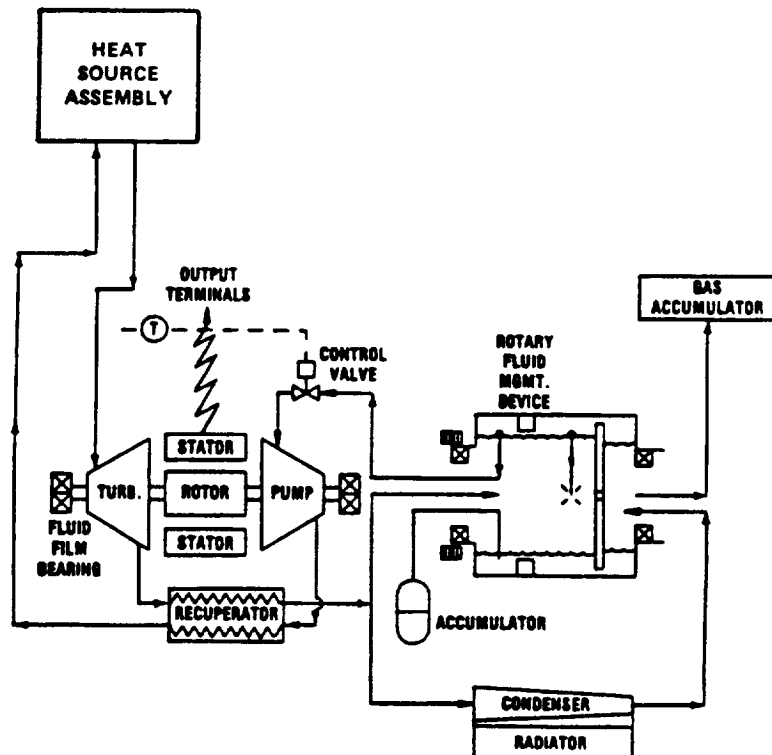 HEAT
SOURCE
ASSEMBLY
OUTPUT
TERMINALS
T
CONTROL
VALVE
ROTARY
FLUID
MGMT.
DEVICE
GAS
ACCUMULATOR
STATOR
TURB.
ROTOR
PUMP
STATOR
FLUID
FILM
BEARING
RECUPERATOR
ACCUMULATOR
CONDENSER
RADIATOR